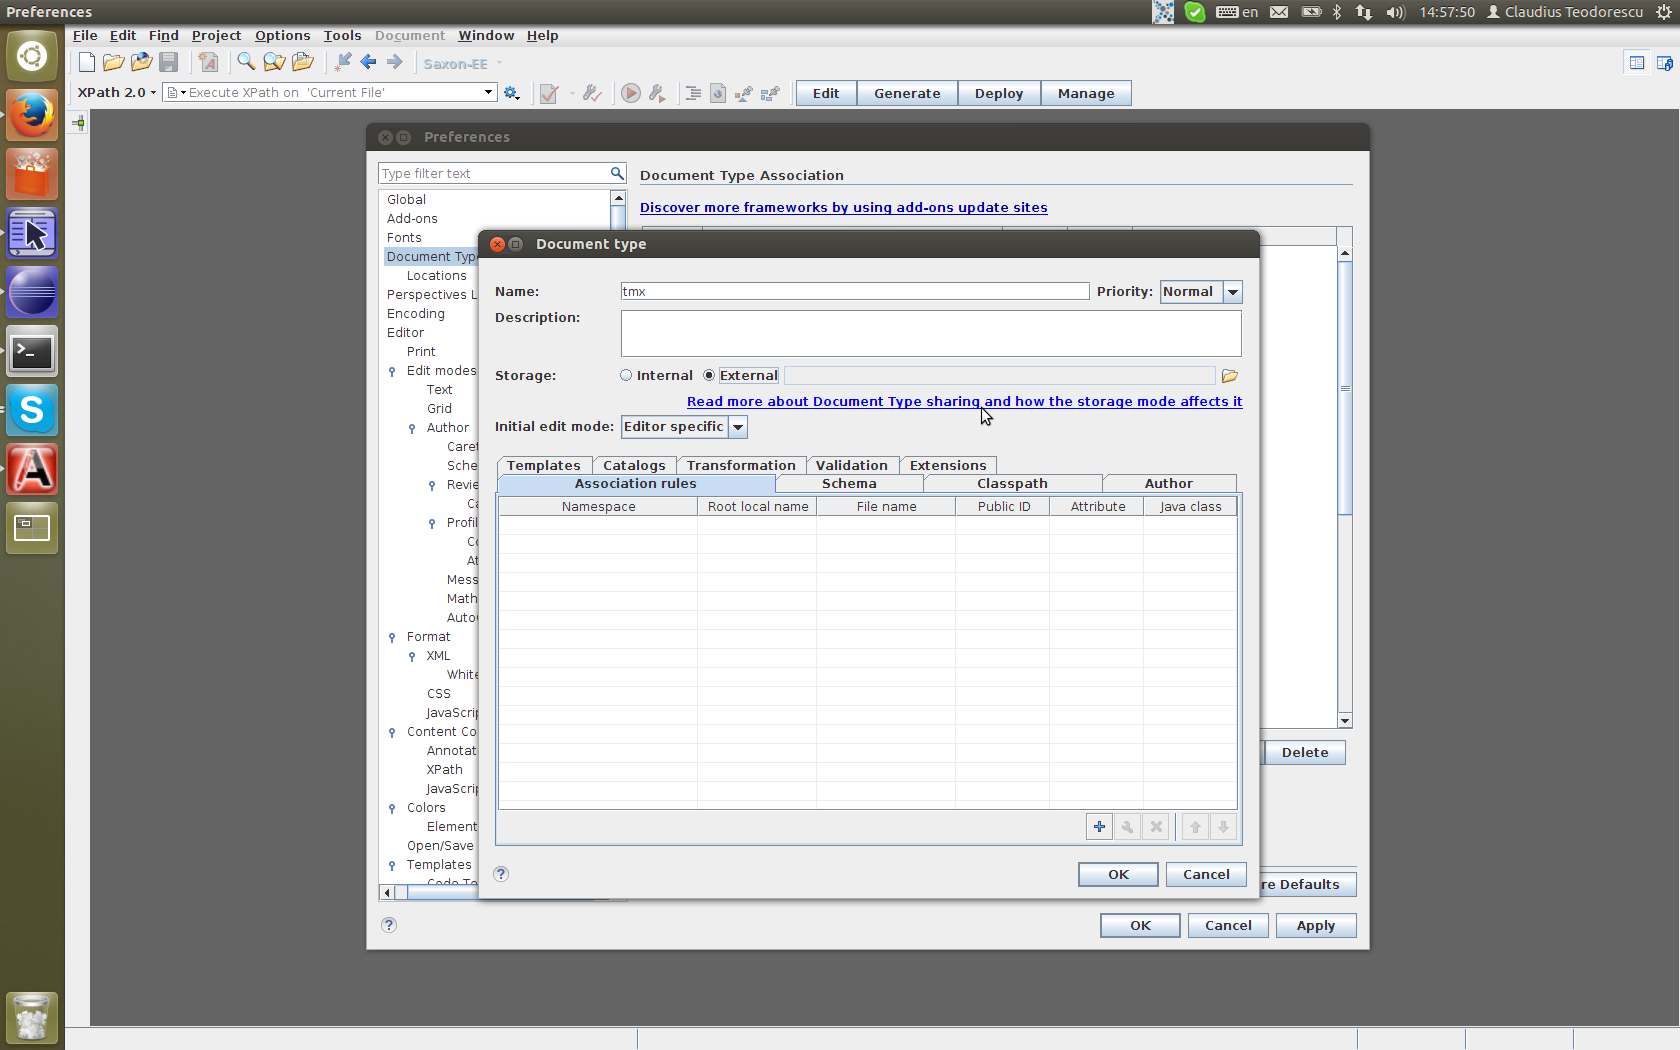 Preferences
en
14:57:50
Claudius Teodorescu
File Edit Find Project Options Tools Document Window Help
Saxon-EE
XPath 2.0
Execute XPath on 'Current File'
Edit Generate Deploy Manage
Preferences
Type filter text
Global
Add-ons
Fonts
Document Typ
Locations
Perspectives L
Encoding
Editor
Print
Edit modes
Text
Grid
Author
Caret
Sche
Revie
Ca
Profil
Co
At
Mess
Math
Auto
Format
XML
White
CSS
JavaScrip
Content Co
Annotat
XPath
JavaScrip
Colors
Element
Open/Save
Templates
Code Te
Document Type Association
Discover more frameworks by using add-ons update sites
Document type
Name:
tmx
Priority:
Normal
Description:
Storage:
Internal
External
Read more about Document Type sharing and how the storage mode affects it
Initial edit mode:
Editor specific
Templates Catalogs Transformation Validation Extensions
Association rules Schema Classpath Author
Namespace Root local name File name Public ID Attribute Java class
OK Cancel
Delete
re Defaults
OK Cancel Apply